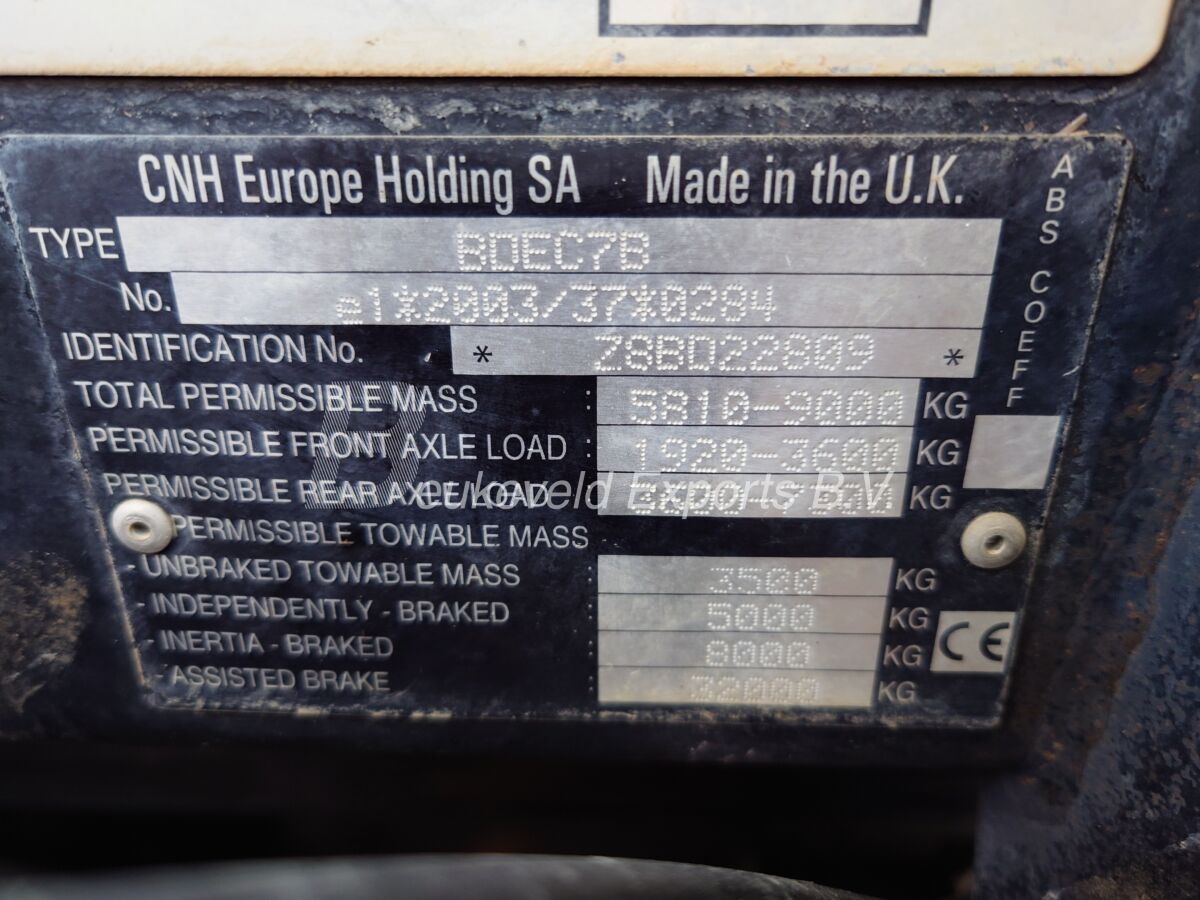 CNH Europe Holding SA Made in the U.K.
TYPE BDEC7B
No. e1*2003/37*0284
IDENTIFICATION No. * Z8BD22809 *
TOTAL PERMISSIBLE MASS : 5810-9000 KG
PERMISSIBLE FRONT AXLE LOAD : 1920-3600 KG
PERMISSIBLE REAR AXLE LOAD KG
PERMISSIBLE TOWABLE MASS
- UNBRAKED TOWABLE MASS : 3500 KG
- INDEPENDENTLY - BRAKED : 5000 KG
- INERTIA - BRAKED : 8000 KG
- ASSISTED BRAKE : 32000 KG
ABS COEFF
CE
Beukeveld Exports B.V.